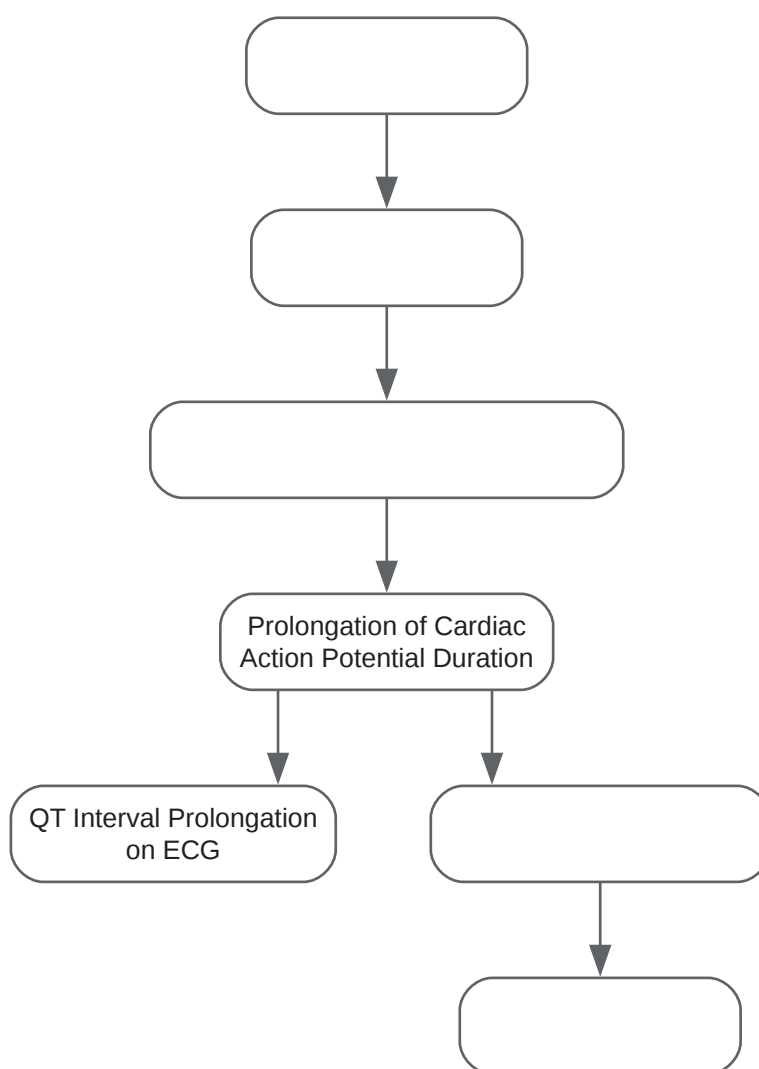 Prolongation of Cardiac
Action Potential Duration
QT Interval Prolongation
on ECG